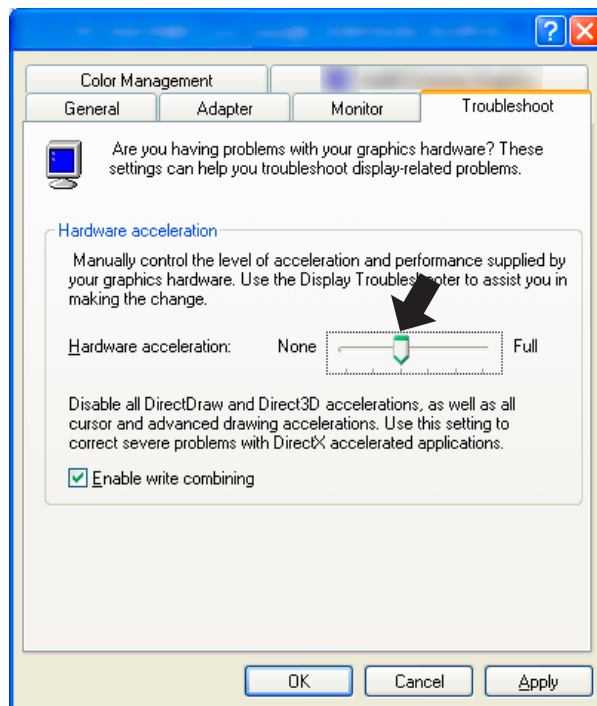 ?
Color Management
General Adapter Monitor Troubleshoot
Are you having problems with your graphics hardware? These
settings can help you troubleshoot display-related problems.
Hardware acceleration
Manually control the level of acceleration and performance supplied by
your graphics hardware. Use the Display Troubleshooter to assist you in
making the change.
Hardware acceleration: None Full
Disable all DirectDraw and Direct3D accelerations, as well as all
cursor and advanced drawing accelerations. Use this setting to
correct severe problems with DirectX accelerated applications.
Enable write combining
OK Cancel Apply